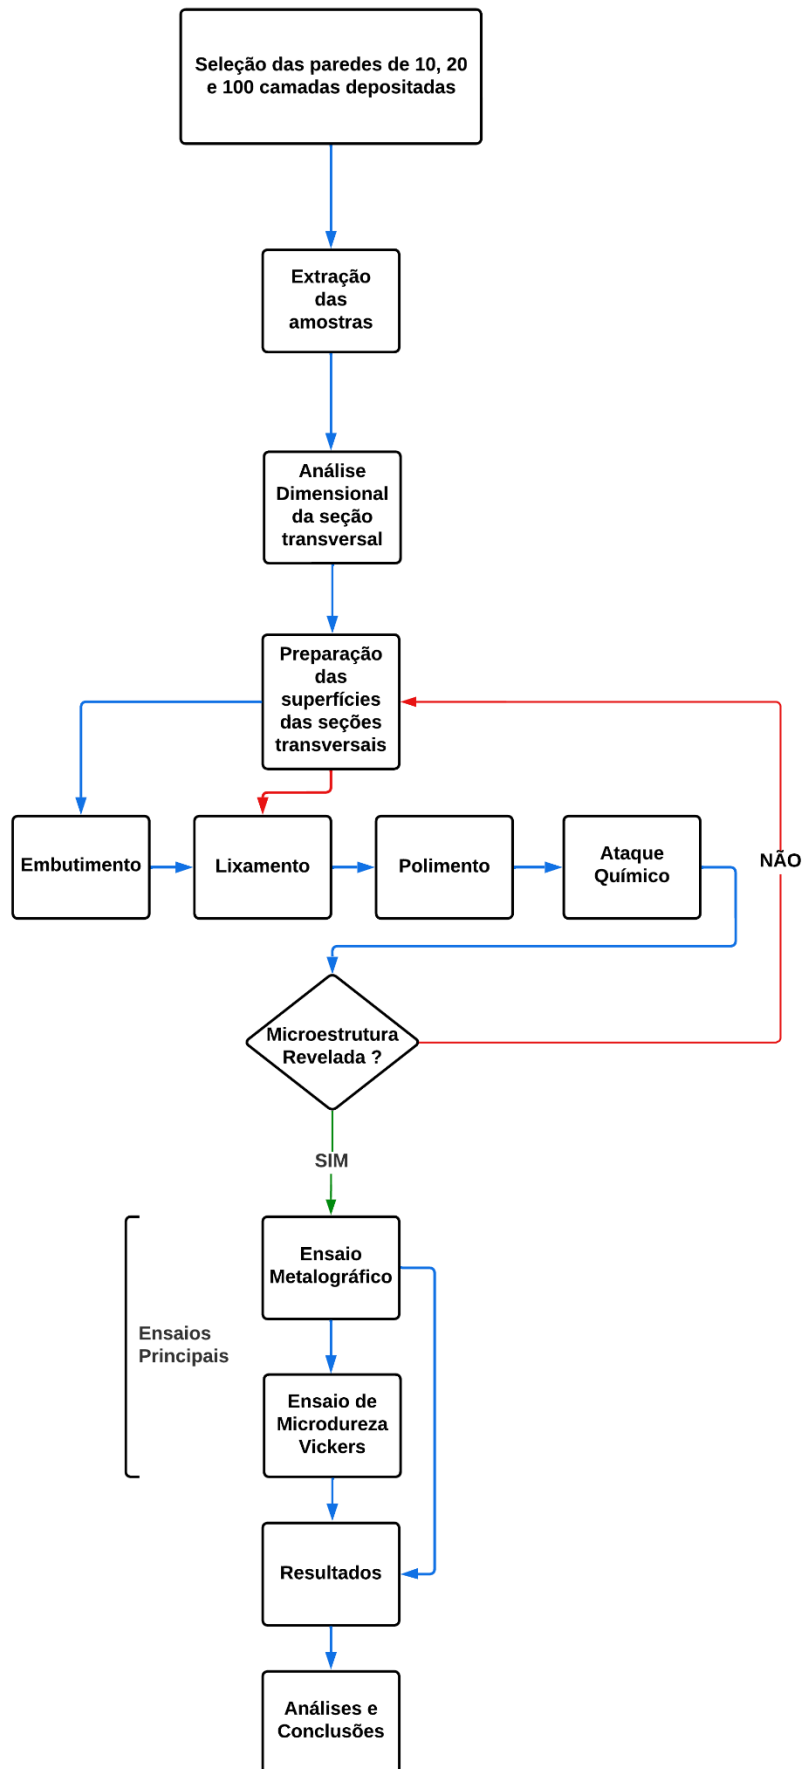 Seleção das paredes de 10, 20
e 100 camadas depositadas
Extração
das
amostras
Análise
Dimensional
da seção
transversal
Preparação
das
superfícies
das seções
transversais
Embutimento
Lixamento
Polimento
Ataque
Químico
NÃO
Microestrutura
Revelada ?
SIM
Ensaio
Metalográfico
Ensaios
Principais
Ensaio de
Microdureza
Vickers
Resultados
Análises e
Conclusões